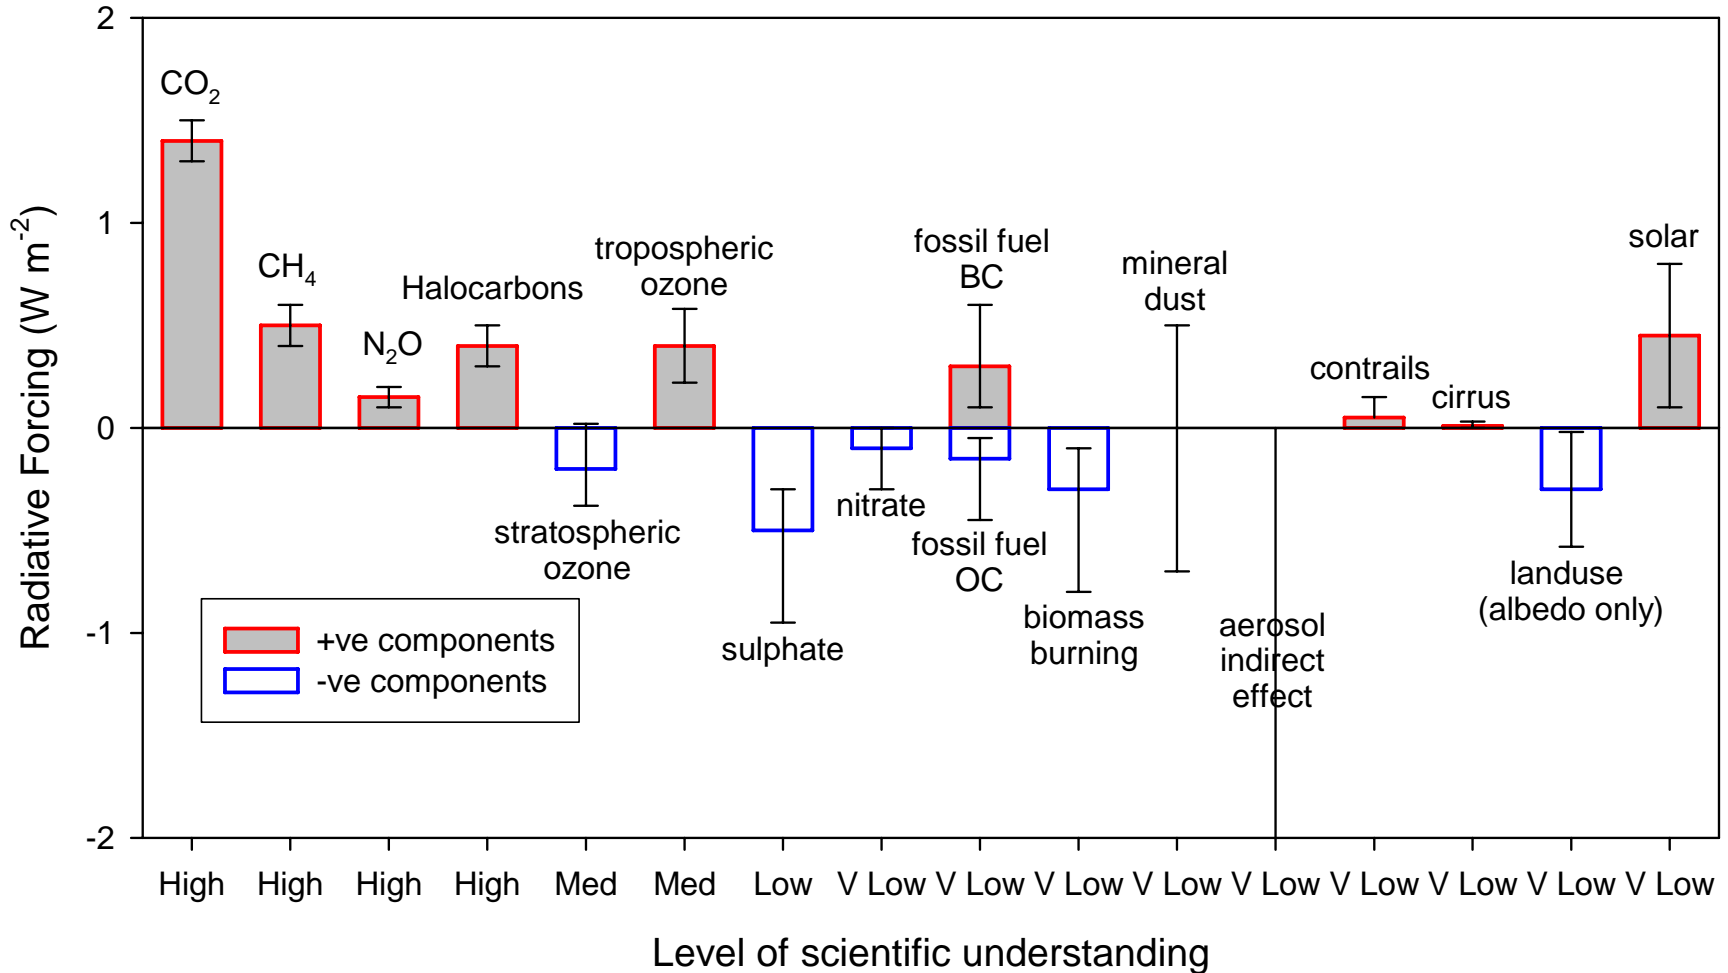 2
1
0
-1
-2
Radiative Forcing (W m⁻²)
CO₂
CH₄
N₂O
Halocarbons
stratospheric
ozone
tropospheric
ozone
sulphate
nitrate
fossil fuel
BC
fossil fuel
OC
biomass
burning
mineral
dust
aerosol
indirect
effect
contrails
cirrus
landuse
(albedo only)
solar
+ve components
-ve components
High High High High Med Med Low V Low V Low V Low V Low V Low V Low V Low V Low V Low
Level of scientific understanding